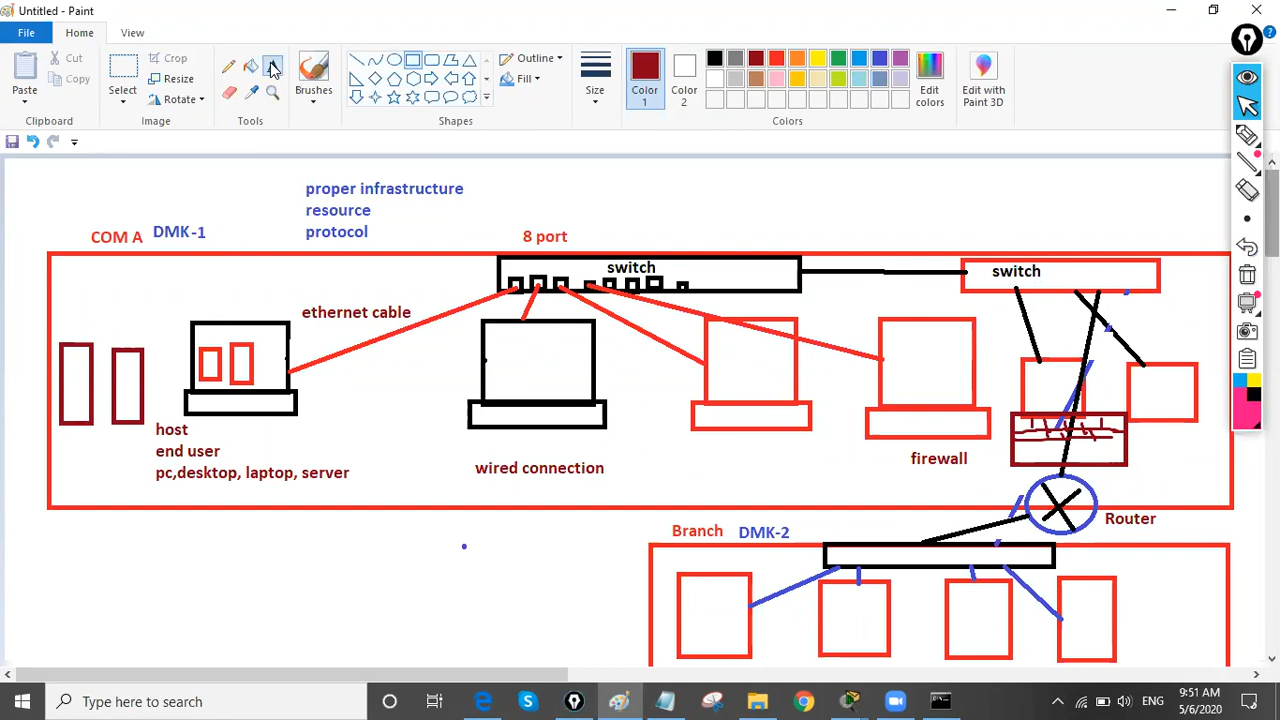 Untitled - Paint
File
Home
View
Paste
Cut
Copy
Clipboard
Select
Crop
Resize
Rotate
Image
Tools
Brushes
Shapes
Outline
Fill
Size
Color 1
Color 2
Edit colors
Colors
Edit with Paint 3D
proper infrastructure
resource
protocol
COM A DMK-1
8 port
switch
switch
ethernet cable
host
end user
pc,desktop, laptop, server
wired connection
firewall
Router
Branch DMK-2
Type here to search
ENG
9:51 AM
5/6/2020